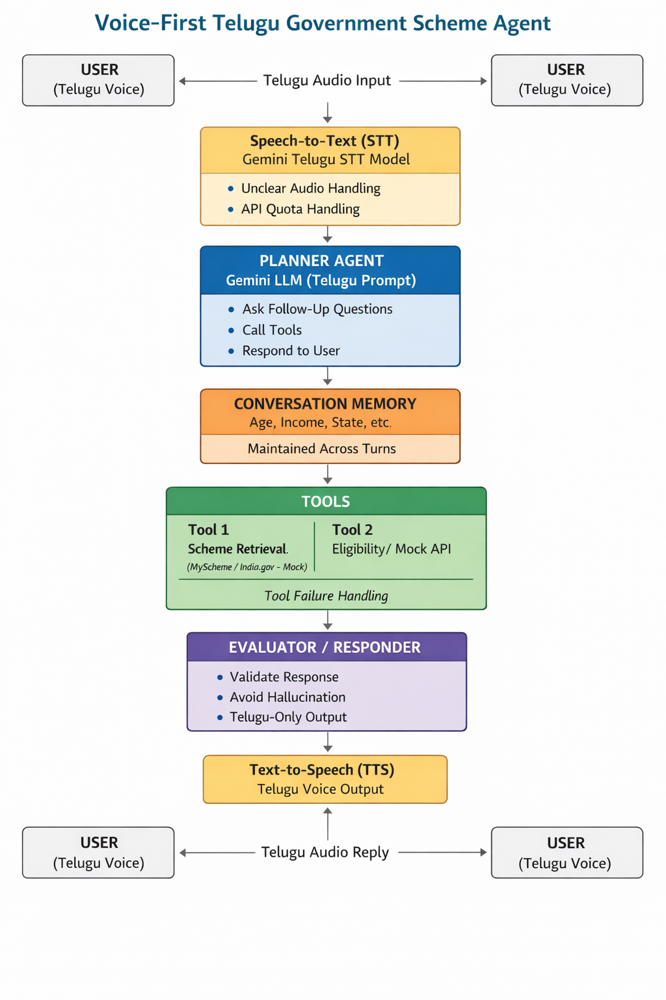 Voice-First Telugu Government Scheme Agent
USER
(Telugu Voice)
Telugu Audio Input
USER
(Telugu Voice)
Speech-to-Text (STT)
Gemini Telugu STT Model
• Unclear Audio Handling
• API Quota Handling
PLANNER AGENT
Gemini LLM (Telugu Prompt)
• Ask Follow-Up Questions
• Call Tools
• Respond to User
CONVERSATION MEMORY
Age, Income, State, etc.
Maintained Across Turns
TOOLS
Tool 1
Scheme Retrieval.
(MyScheme / India.gov - Mock)
Tool 2
Eligibility/ Mock API
Tool Failure Handling
EVALUATOR / RESPONDER
• Validate Response
• Avoid Hallucination
• Telugu-Only Output
Text-to-Speech (TTS)
Telugu Voice Output
USER
(Telugu Voice)
Telugu Audio Reply
USER
(Telugu Voice)